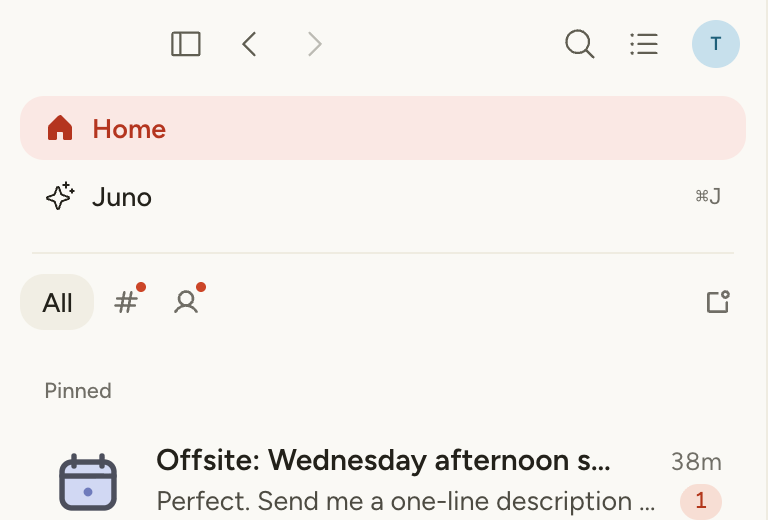 T
Home
Juno ⌘J
All #
Pinned
Offsite: Wednesday afternoon s... 38m
Perfect. Send me a one-line description ... 1